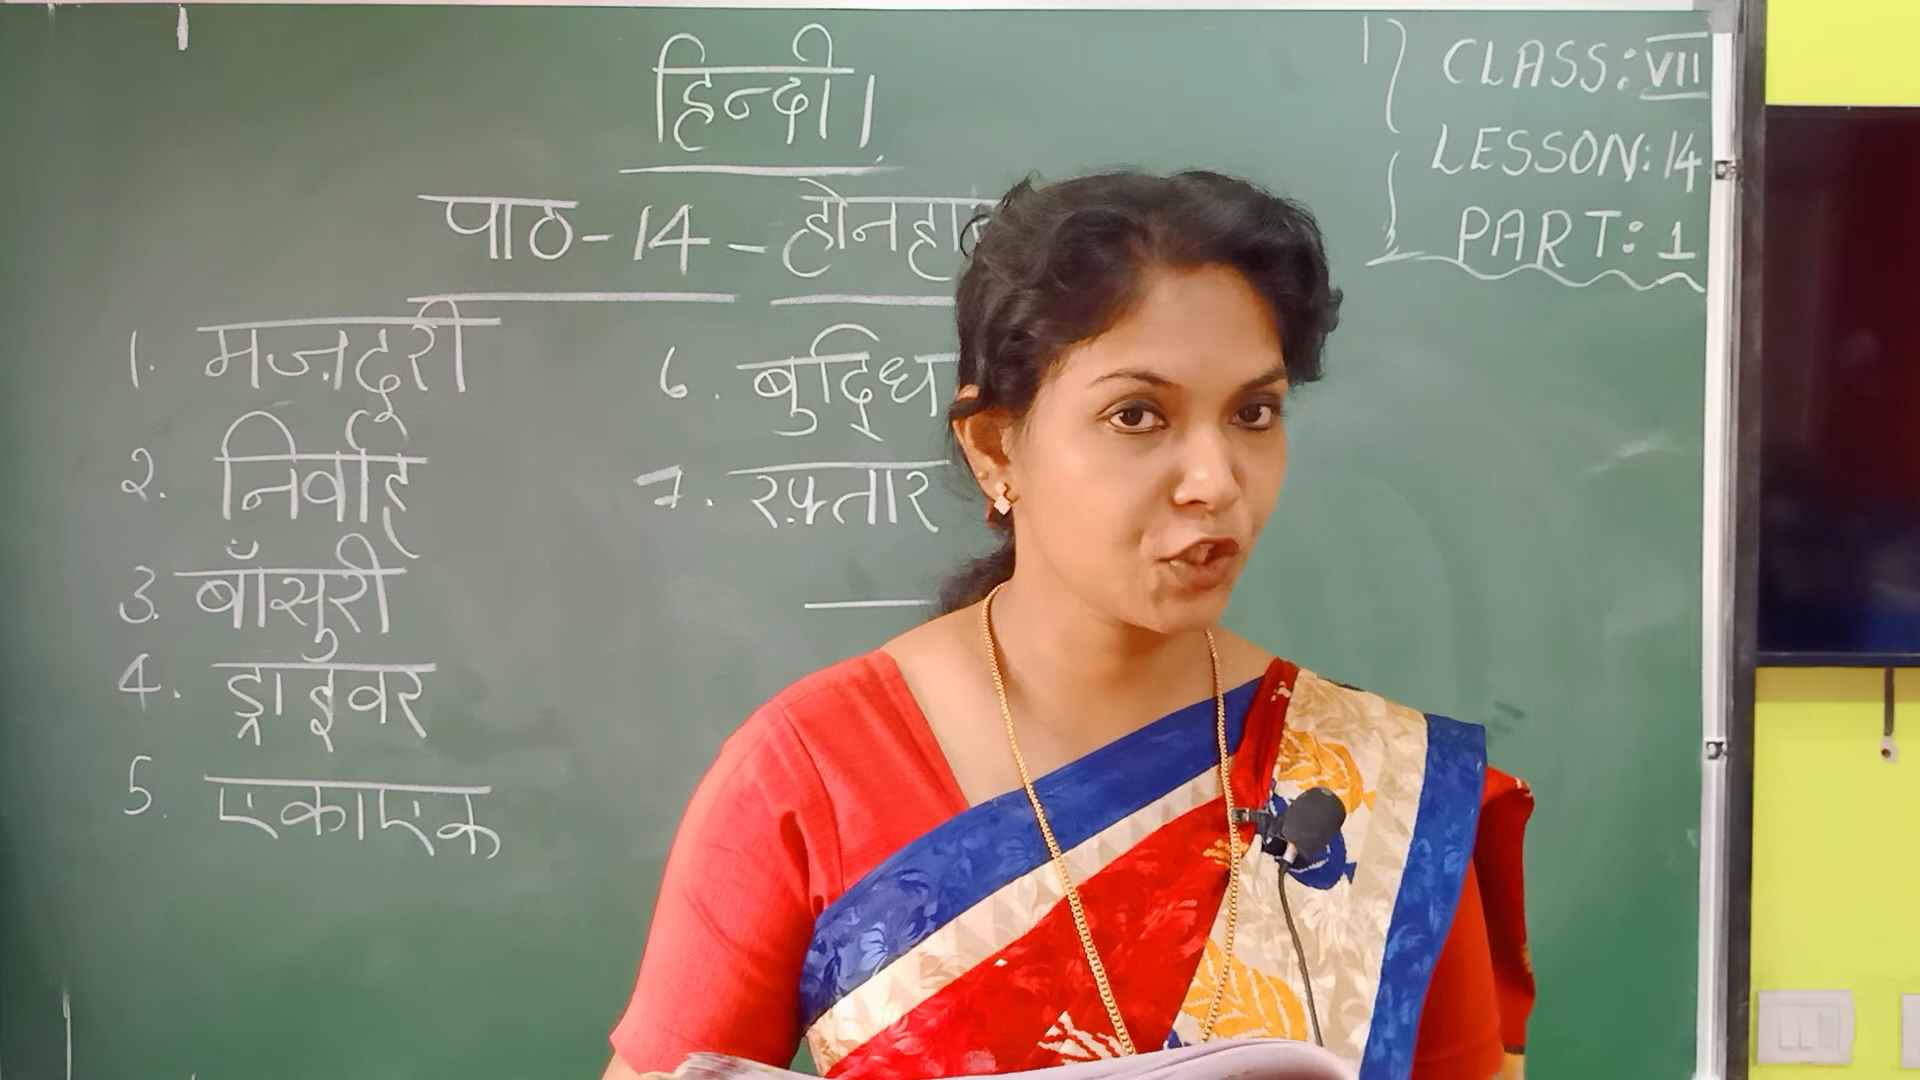 हिन्दी।
पाठ-14-
1. मज़दूरी
2. निर्वाह
3. बाँसुरी
4. ड्राइवर
5. एकाएक
6. बुद्धि
7. रफ़्तार
CLASS: VII
LESSON: 14
PART: 1